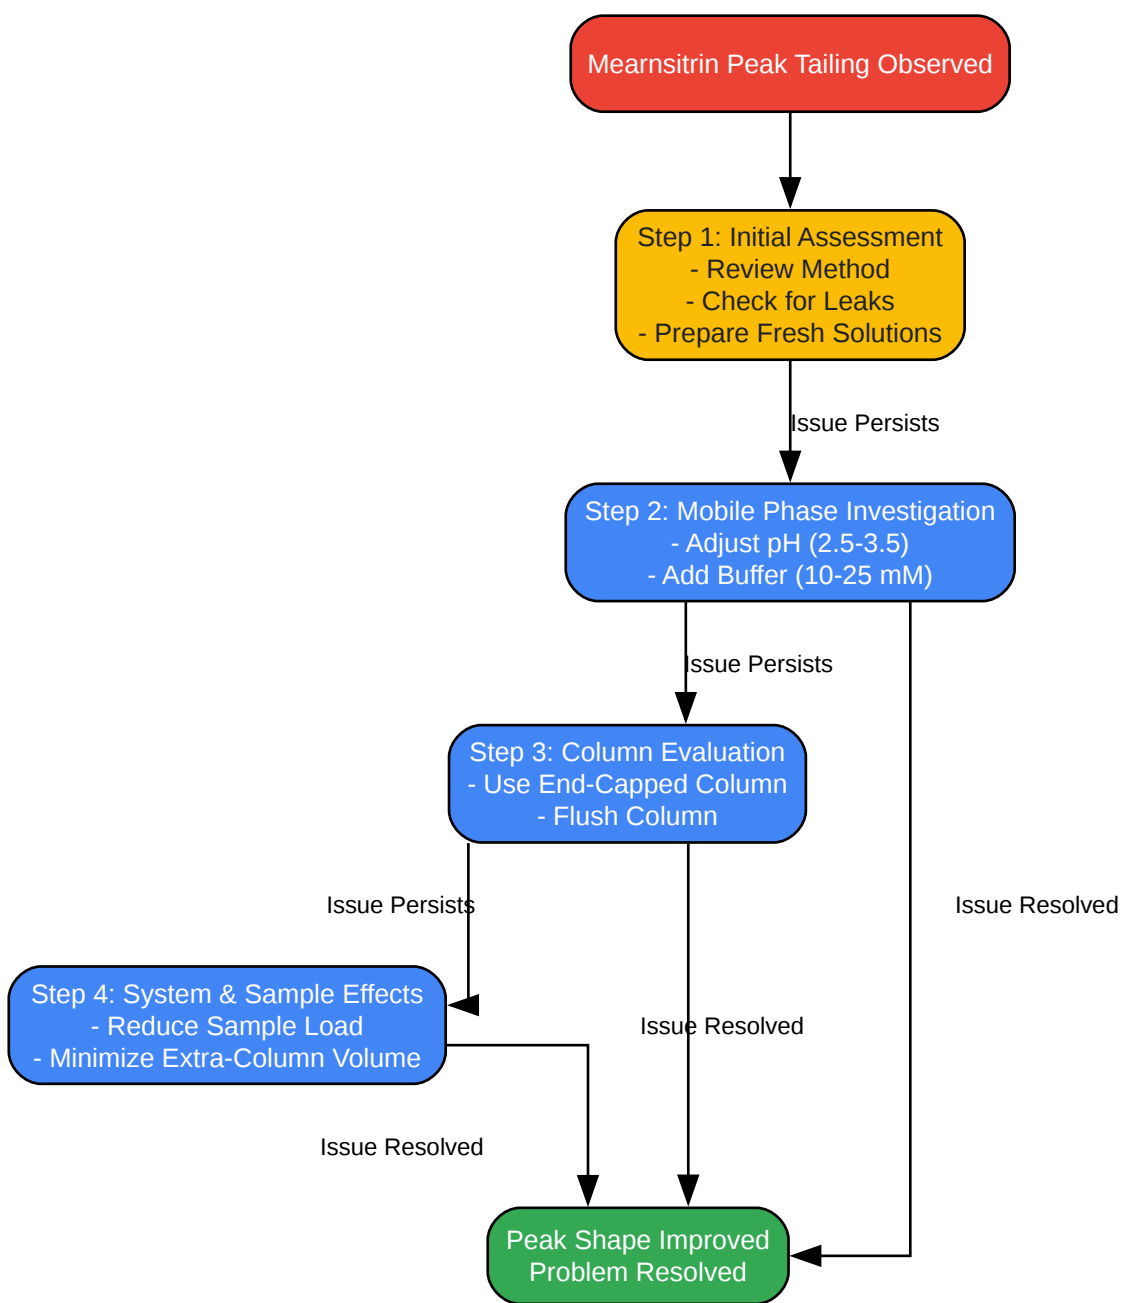 Mearnsitrin Peak Tailing Observed
Step 1: Initial Assessment
- Review Method
- Check for Leaks
- Prepare Fresh Solutions
Issue Persists
Step 2: Mobile Phase Investigation
- Adjust pH (2.5-3.5)
- Add Buffer (10-25 mM)
Issue Persists
Step 3: Column Evaluation
- Use End-Capped Column
- Flush Column
Issue Persists
Issue Resolved
Step 4: System & Sample Effects
- Reduce Sample Load
- Minimize Extra-Column Volume
Issue Resolved
Issue Resolved
Peak Shape Improved
Problem Resolved